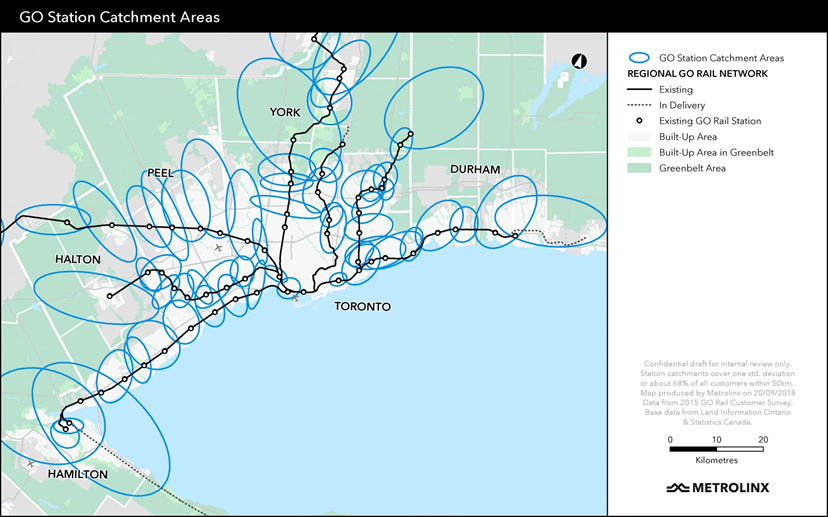 GO Station Catchment Areas
YORK
PEEL
DURHAM
HALTON
TORONTO
HAMILTON
GO Station Catchment Areas
REGIONAL GO RAIL NETWORK
Existing
In Delivery
Existing GO Rail Station
Built-Up Area
Built-Up Area in Greenbelt
Greenbelt Area
Confidential draft for internal review only.
Station catchments cover one std. deviation
or about 68% of all customers within 50km.
Map produced by Metrolinx on 20/09/2018
Data from 2015 GO Rail Customer Survey.
Base data from Land Information Ontario
& Statistics Canada.
0 10 20
Kilometres
METROLINX